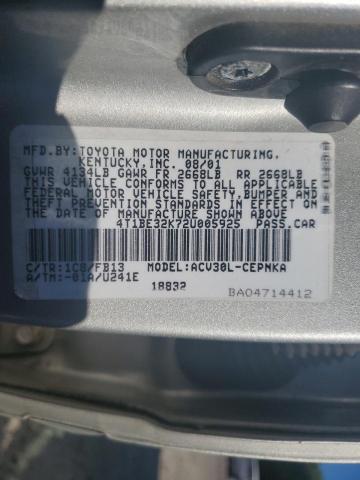 MFD.BY:TOYOTA MOTOR MANUFACTURING,
KENTUCKY,INC. 08/01
GVWR 4134LB GAWR FR 2668LB RR 2668LB
THIS VEHICLE CONFORMS TO ALL APPLICABLE
FEDERAL MOTOR VEHICLE SAFETY,BUMPER AND
THEFT PREVENTION STANDARDS IN EFFECT ON
THE DATE OF MANUFACTURE SHOWN ABOVE.
4T1BE32K72U005925 PASS.CAR
C/TR:1C8/FB13 MODEL:ACV30L-CEPNKA
A/TM:-01A/U241E
18832 BA04714412